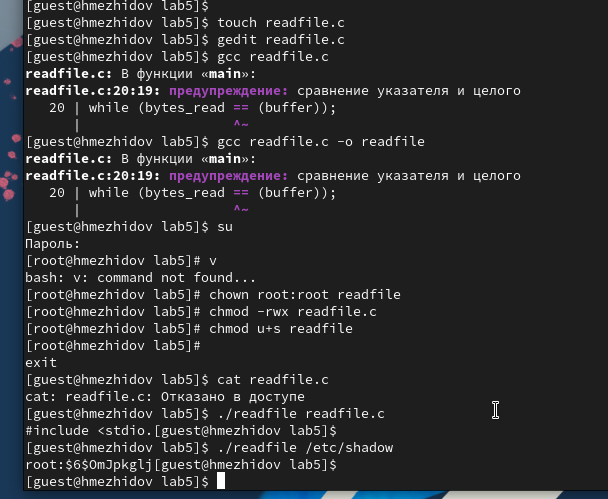 [guest@hmezhidov lab5]$
[guest@hmezhidov lab5]$ touch readfile.c
[guest@hmezhidov lab5]$ gedit readfile.c
[guest@hmezhidov lab5]$ gcc readfile.c
readfile.c: В функции «main»:
readfile.c:20:19: предупреждение: сравнение указателя и целого
   20 | while (bytes_read == (buffer));
      |                   ^~
[guest@hmezhidov lab5]$ gcc readfile.c -o readfile
readfile.c: В функции «main»:
readfile.c:20:19: предупреждение: сравнение указателя и целого
   20 | while (bytes_read == (buffer));
      |                   ^~
[guest@hmezhidov lab5]$ su
Пароль:
[root@hmezhidov lab5]# v
bash: v: command not found...
[root@hmezhidov lab5]# chown root:root readfile
[root@hmezhidov lab5]# chmod -rwx readfile.c
[root@hmezhidov lab5]# chmod u+s readfile
[root@hmezhidov lab5]#
exit
[guest@hmezhidov lab5]$ cat readfile.c
cat: readfile.c: Отказано в доступе
[guest@hmezhidov lab5]$ ./readfile readfile.c
#include <stdio.[guest@hmezhidov lab5]$
[guest@hmezhidov lab5]$ ./readfile /etc/shadow
root:$6$OmJpkglj[guest@hmezhidov lab5]$
[guest@hmezhidov lab5]$